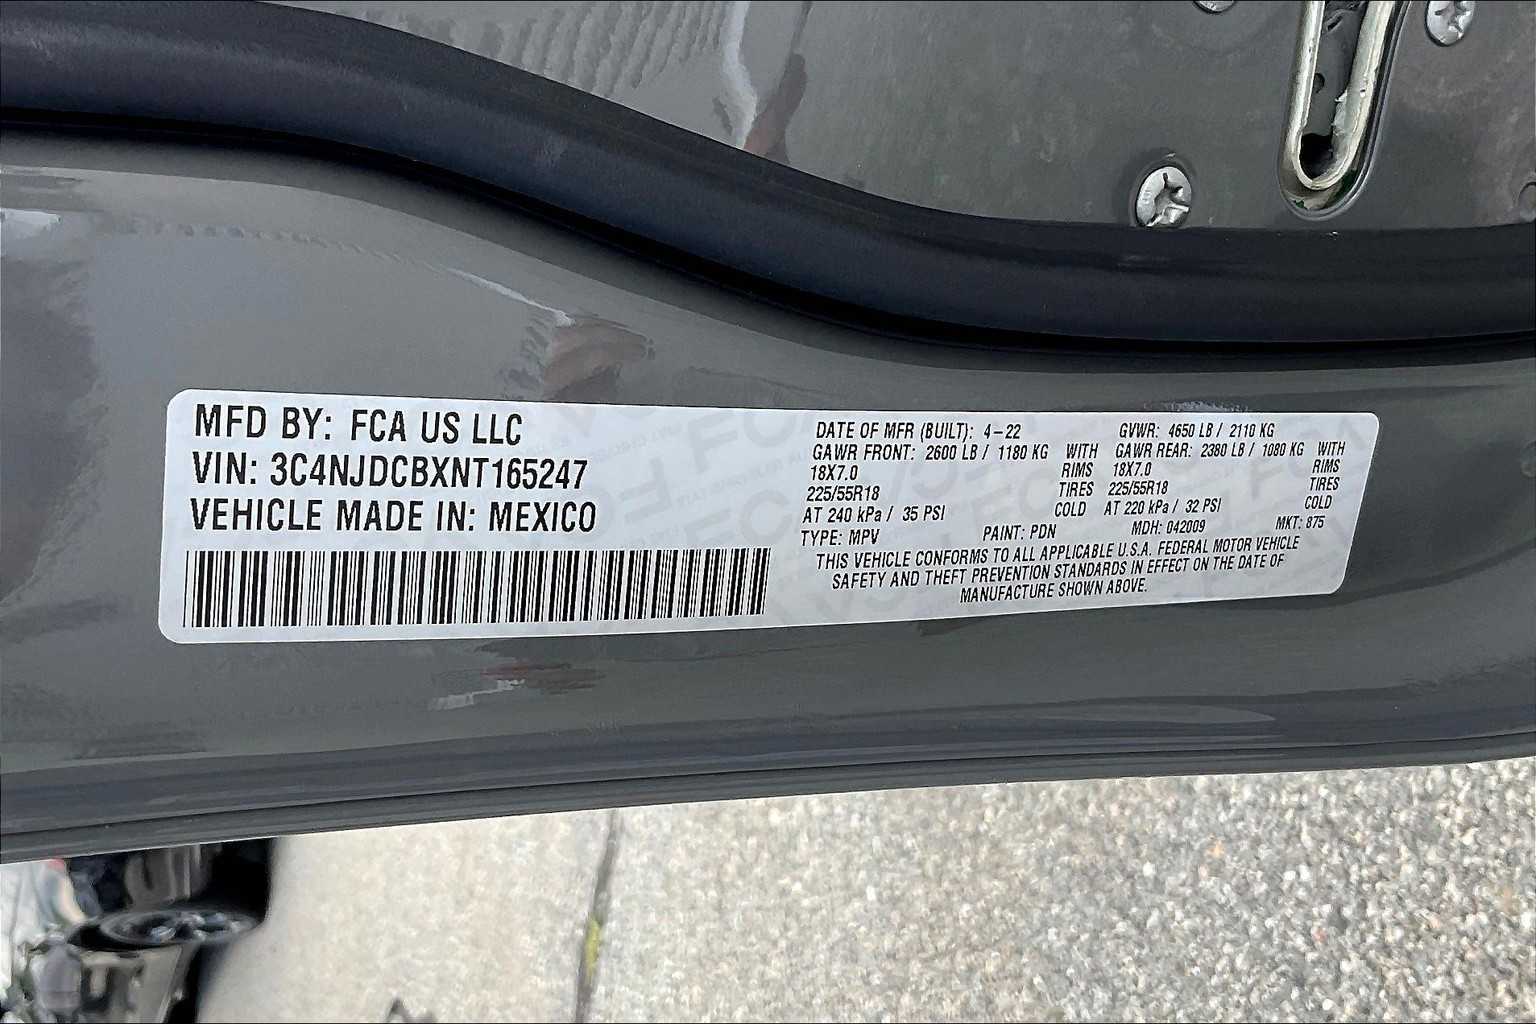 MFD BY: FCA US LLC
VIN: 3C4NJDCBXNT165247
VEHICLE MADE IN: MEXICO
DATE OF MFR (BUILT): 4-22 GVWR: 4650 LB / 2110 KG
GAWR FRONT: 2600 LB / 1180 KG WITH GAWR REAR: 2380 LB / 1080 KG WITH
18X7.0 RIMS 18X7.0 RIMS
225/55R18 TIRES 225/55R18 TIRES
AT 240 kPa / 35 PSI COLD AT 220 kPa / 32 PSI COLD
TYPE: MPV PAINT: PDN MDH: 042009 MKT: 875
THIS VEHICLE CONFORMS TO ALL APPLICABLE U.S.A. FEDERAL MOTOR VEHICLE
SAFETY AND THEFT PREVENTION STANDARDS IN EFFECT ON THE DATE OF
MANUFACTURE SHOWN ABOVE.